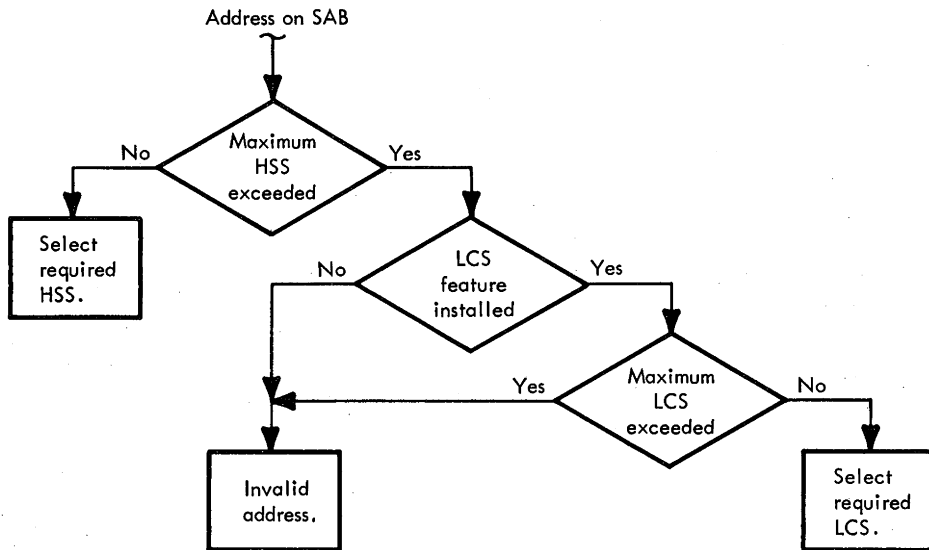 Address on SAB
No
Maximum
HSS
exceeded
Yes
Select
required
HSS.
No
LCS
feature
installed
Yes
Yes
Maximum
LCS
exceeded
No
Invalid
address.
Select
required
LCS.